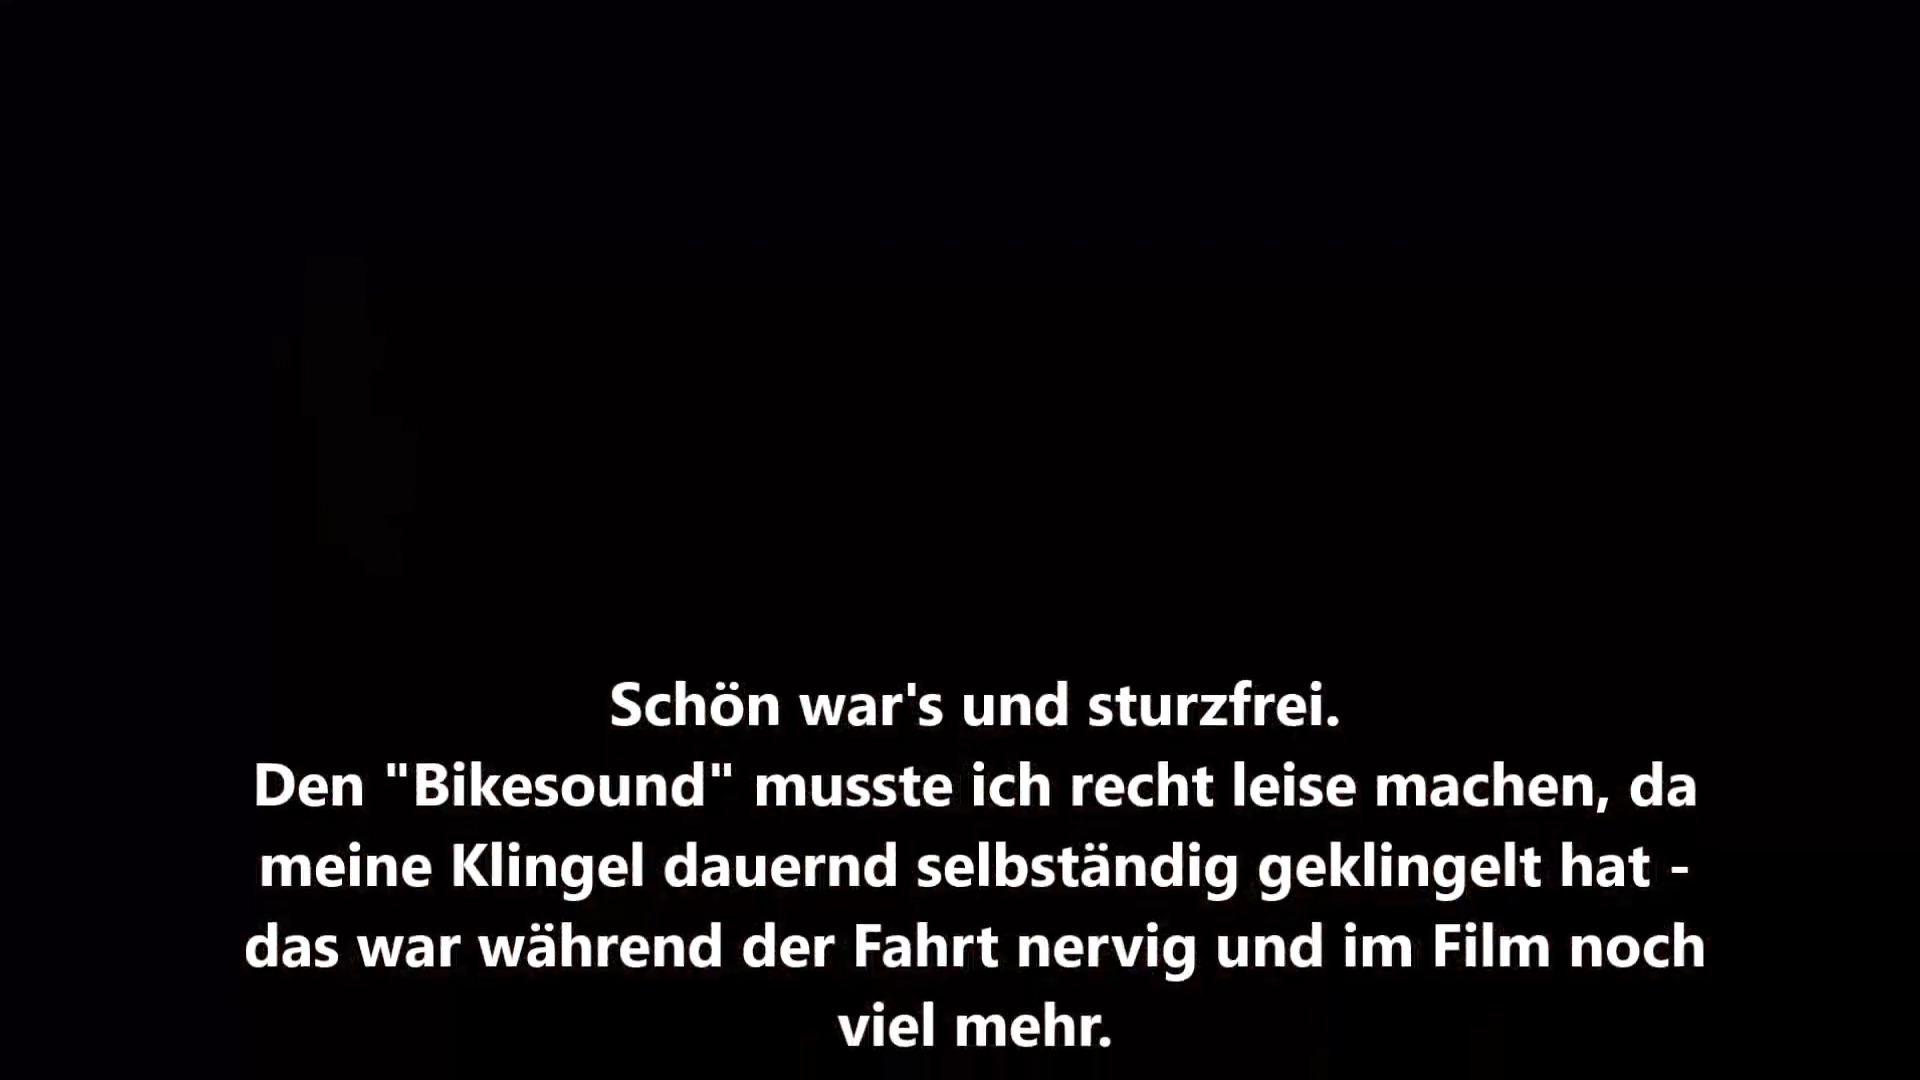 Schön war's und sturzfrei.
Den "Bikesound" musste ich recht leise machen, da
meine Klingel dauernd selbständig geklingelt hat -
das war während der Fahrt nervig und im Film noch
viel mehr.